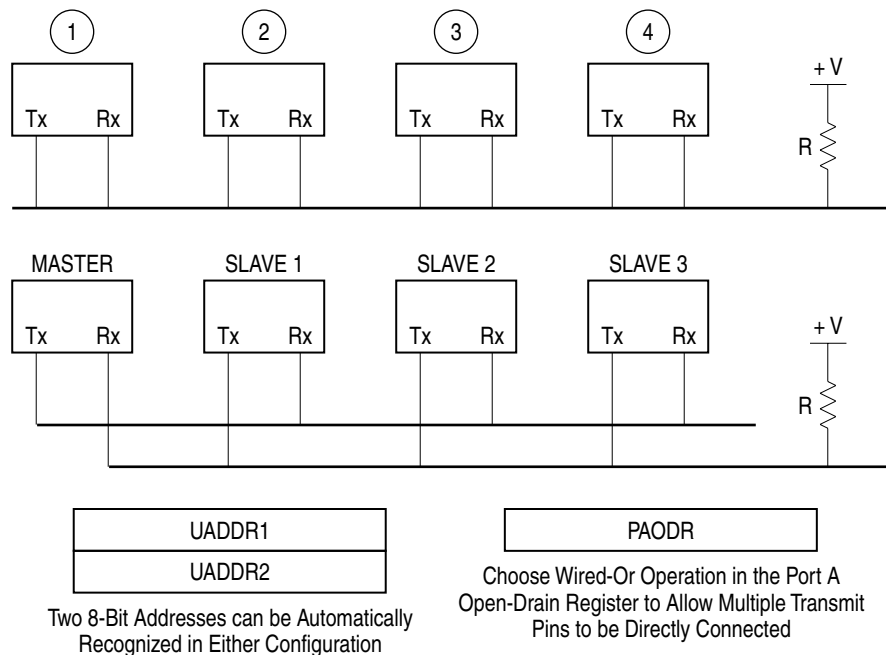 1 2 3 4
+ V
Tx Rx Tx Rx Tx Rx Tx Rx
R
MASTER SLAVE 1 SLAVE 2 SLAVE 3
+ V
Tx Rx Tx Rx Tx Rx Tx Rx
R
UADDR1
UADDR2
Two 8-Bit Addresses can be Automatically
Recognized in Either Configuration
PAODR
Choose Wired-Or Operation in the Port A
Open-Drain Register to Allow Multiple Transmit
Pins to be Directly Connected